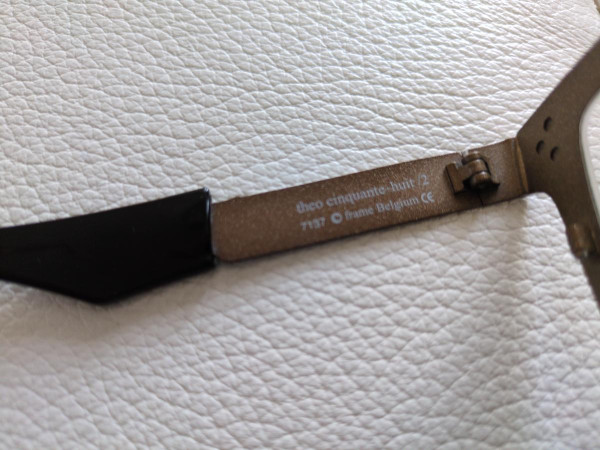 theo cinquante-huit /2
7157 © frame Belgium CE